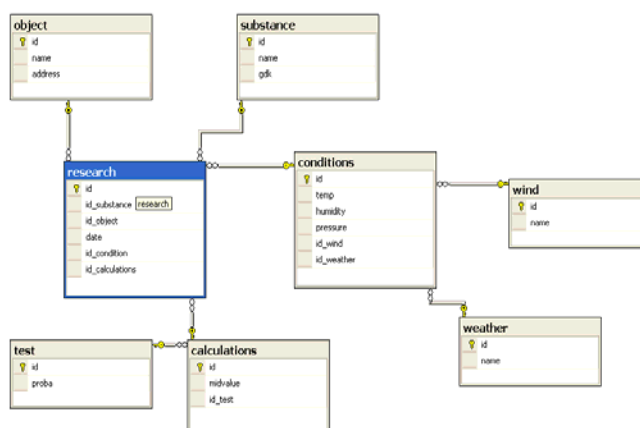 object
id
name
address
substance
id
name
gdk
research
id
id_substance
research
id_object
date
id_condition
id_calculations
conditions
id
temp
humidity
pressure
id_wind
id_weather
wind
id
name
weather
id
name
test
id
proba
calculations
id
midvalue
id_test